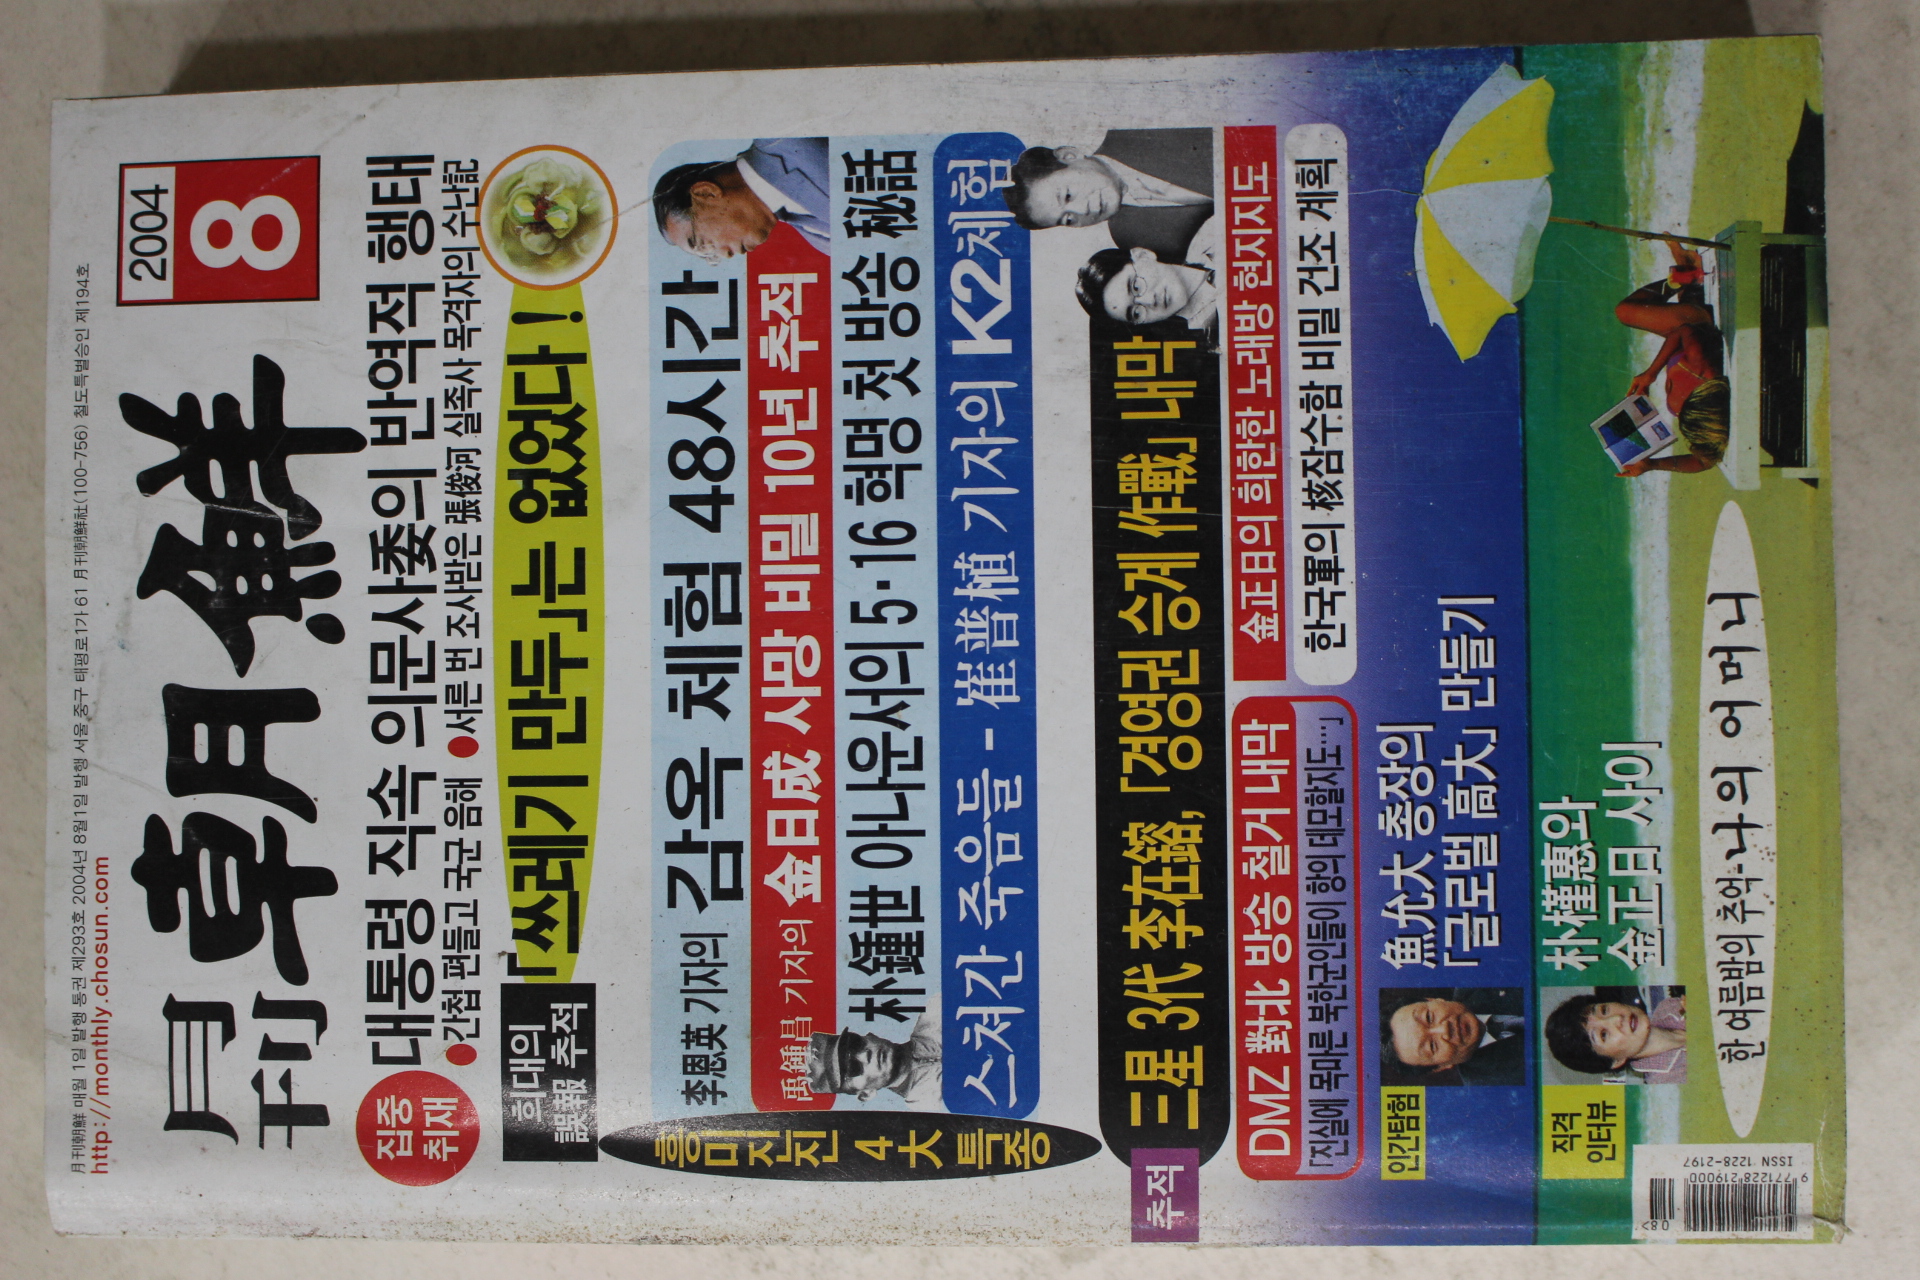 月刊朝鮮 매월 1일 발행 통권 제293호 2004년 8월1일 발행 서울 중구 태평로1가 61 月刊朝鮮社(100-756) 철도특별승인 제194호
http://monthly.chosun.com
月刊 朝鮮
2004
8
집중
취재
대통령 직속 의문사委의 반역적 행태
●간첩 편들고 국군 음해 ●서른 번 조사받은 張俊河 실족사 목격자의 수난記
희대의
誤報 추적
「쓰레기 만두」는 없었다!
흥미진진 4大 특종
李恩英 기자의 감옥 체험 48시간
禹鍾昌 기자의 金日成 사망 비밀 10년 추적
朴鍾世 아나운서의 5·16 혁명 첫 방송 秘話
스쳐간 죽음들 - 崔普植 기자의 K2체험
추적
三星 3代 李在鎔, 「경영권 승계 作戰」 내막
DMZ 對北 방송 철거 내막
「진실에 목마른 북한군인들이 항의 데모할지도…」
金正日의 희한한 노래방 현지지도
한국軍의 核잠수함 비밀 건조 계획
인간탐험
魚允大 총장의
「글로벌 高大」 만들기
직격
인터뷰
朴槿惠와
金正日 사이
한 여름밤의 추억-나의 어머니
ISSN 1228-2197
9 771228 219000
08>